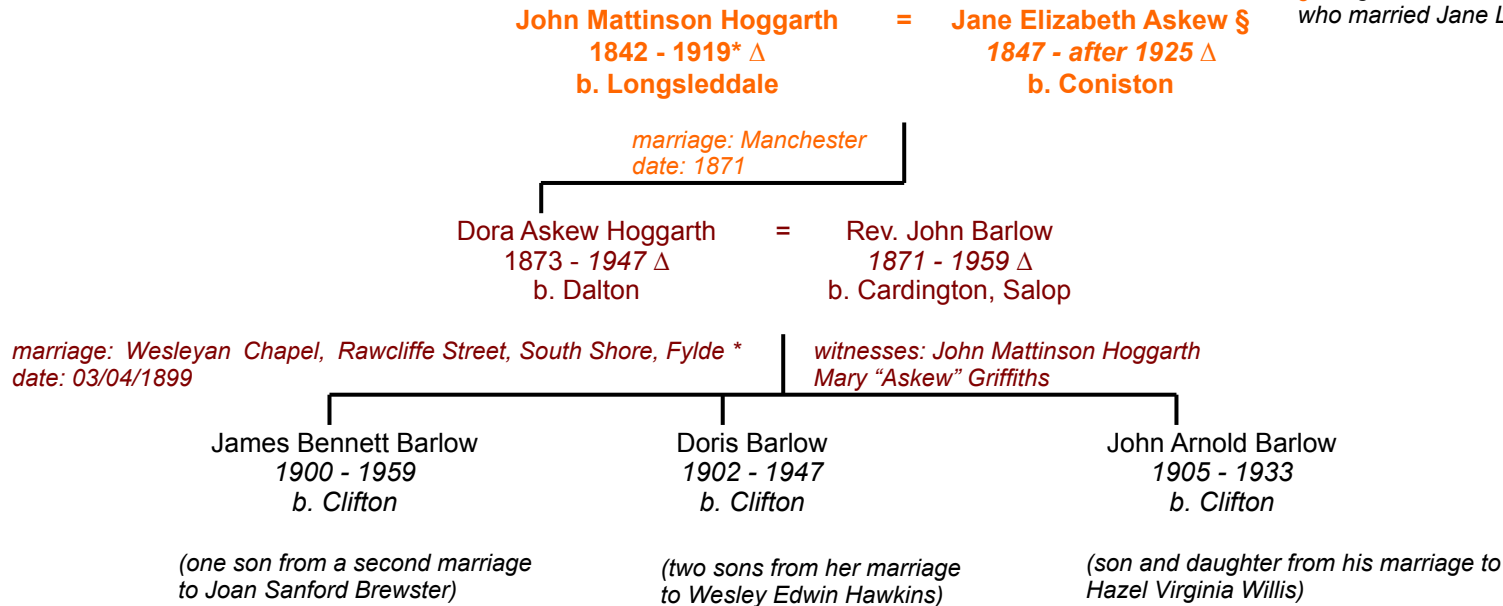 who married Jane L
John Mattinson Hoggarth = Jane Elizabeth Askew §
1842 - 1919* Δ 1847 - after 1925 Δ
b. Longsleddale b. Coniston
marriage: Manchester
date: 1871
Dora Askew Hoggarth = Rev. John Barlow
1873 - 1947 Δ 1871 - 1959 Δ
b. Dalton b. Cardington, Salop
marriage: Wesleyan Chapel, Rawcliffe Street, South Shore, Fylde *
date: 03/04/1899
witnesses: John Mattinson Hoggarth
Mary “Askew” Griffiths
James Bennett Barlow
1900 - 1959
b. Clifton
(one son from a second marriage
to Joan Sanford Brewster)
Doris Barlow
1902 - 1947
b. Clifton
(two sons from her marriage
to Wesley Edwin Hawkins)
John Arnold Barlow
1905 - 1933
b. Clifton
(son and daughter from his marriage to
Hazel Virginia Willis)